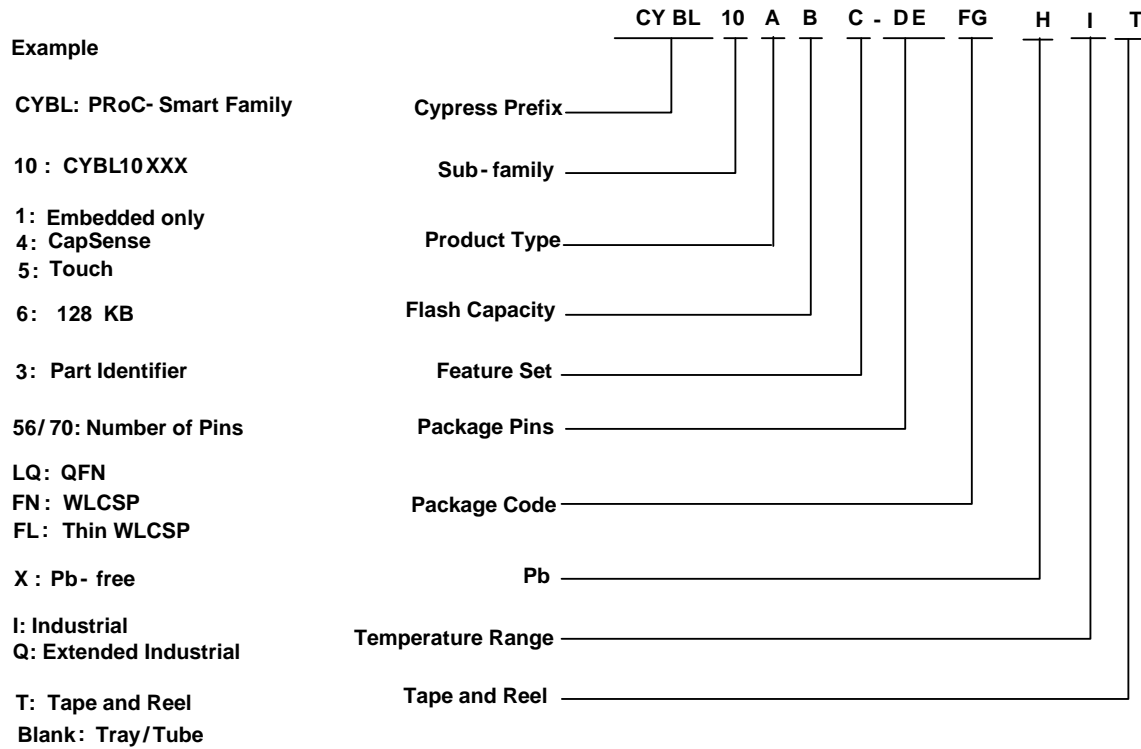 CY BL 10 A B C - DE FG H I T
Example
CYBL: PRoC- Smart Family Cypress Prefix
10 : CYBL10XXX Sub-family
1: Embedded only
4: CapSense Product Type
5: Touch
6: 128 KB Flash Capacity
3: Part Identifier Feature Set
56/70: Number of Pins Package Pins
LQ: QFN
FN: WLCSP Package Code
FL: Thin WLCSP
X : Pb- free Pb
I: Industrial Temperature Range
Q: Extended Industrial
T: Tape and Reel Tape and Reel
Blank: Tray/Tube